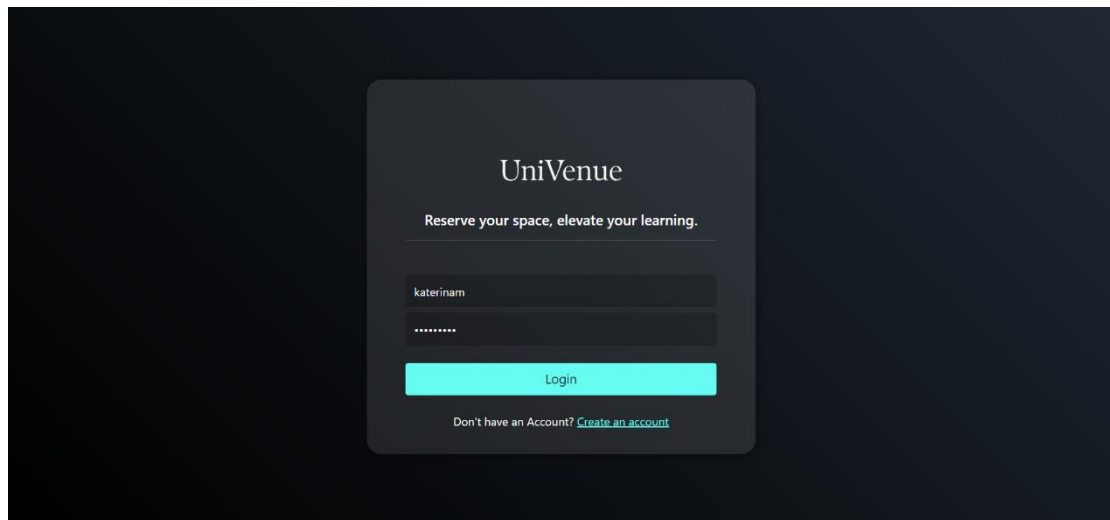 UniVenue
Reserve your space, elevate your learning.
katerinam
•••••••••
Login
Don't have an Account? Create an account